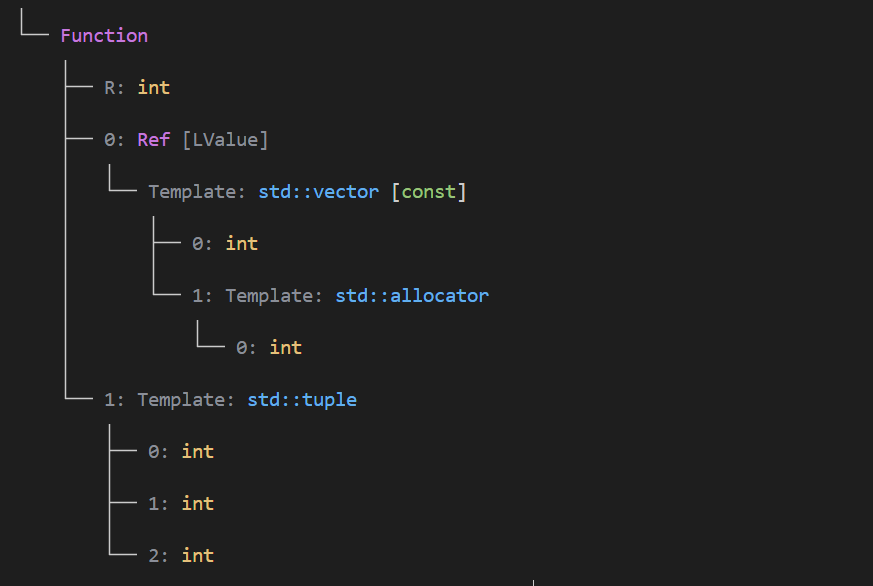 Function
R: int
0: Ref [LValue]
Template: std::vector [const]
0: int
1: Template: std::allocator
0: int
1: Template: std::tuple
0: int
1: int
2: int